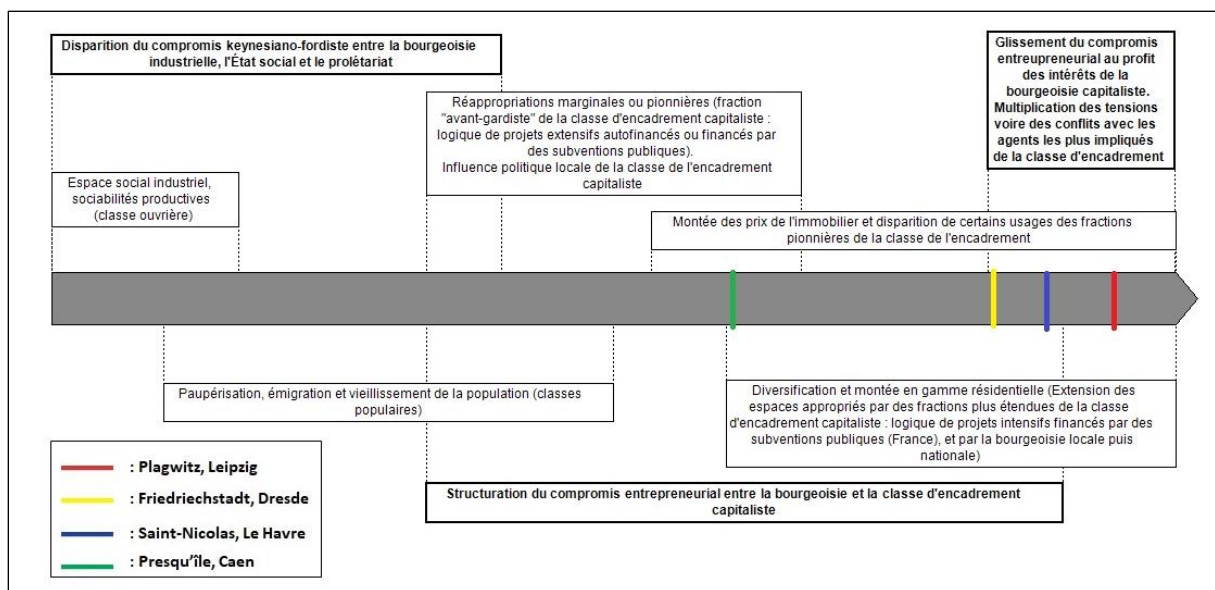 Disparition du compromis keynesiano-fordiste entre la bourgeoisie
industrielle, l'État social et le prolétariat
Glissement du compromis
entreupreneurial au profit
des intérêts de la
bourgeoisie capitaliste.
Multiplication des tensions
voire des conflits avec les
agents les plus impliqués
de la classe d'encadrement
Réappropriations marginales ou pionnières (fraction
"avant-gardiste" de la classe d'encadrement capitaliste :
logique de projets extensifs autofinancés ou financés par
des subventions publiques).
Influence politique locale de la classe de l'encadrement
capitaliste
Espace social industriel,
sociabilités productives
(classe ouvrière)
Montée des prix de l'immobilier et disparition de certains usages des fractions
pionnières de la classe de l'encadrement
Paupérisation, émigration et vieillissement de la population (classes
populaires)
Diversification et montée en gamme résidentielle (Extension des
espaces appropriés par des fractions plus étendues de la classe
d'encadrement capitaliste : logique de projets intensifs financés par des
subventions publiques (France), et par la bourgeoisie locale puis
nationale)
Structuration du compromis entrepreneurial entre la bourgeoisie et la classe d'encadrement
capitaliste
: Plagwitz, Leipzig
: Friedriechstadt, Dresde
: Saint-Nicolas, Le Havre
: Presqu'île, Caen